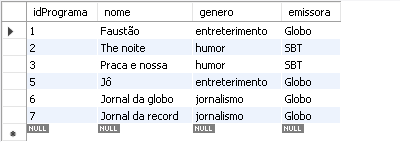 idPrograma nome genero emissora
1 Faustão entreterimento Globo
2 The noite humor SBT
3 Praca e nossa humor SBT
5 Jô entreterimento Globo
6 Jornal da globo jornalismo Globo
7 Jornal da record jornalismo Globo
NULL NULL NULL NULL